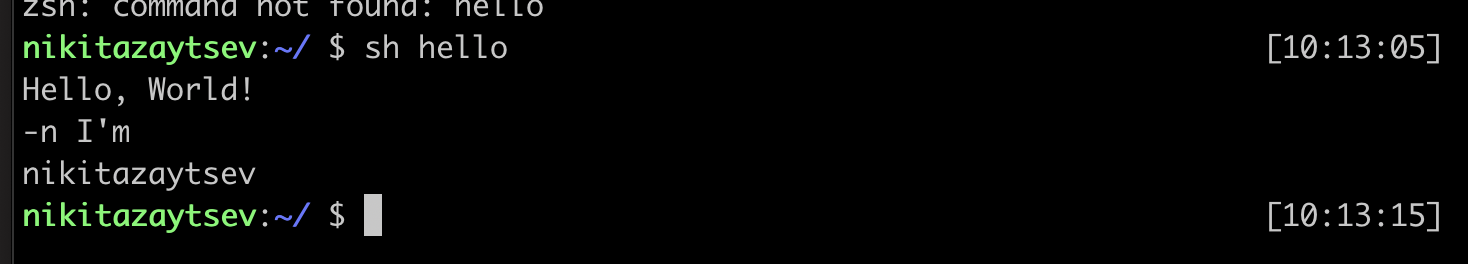 zsh: command not found: hello
nikitazaytsev:~/ $ sh hello [10:13:05]
Hello, World!
-n I'm
nikitazaytsev
nikitazaytsev:~/ $ [10:13:15]